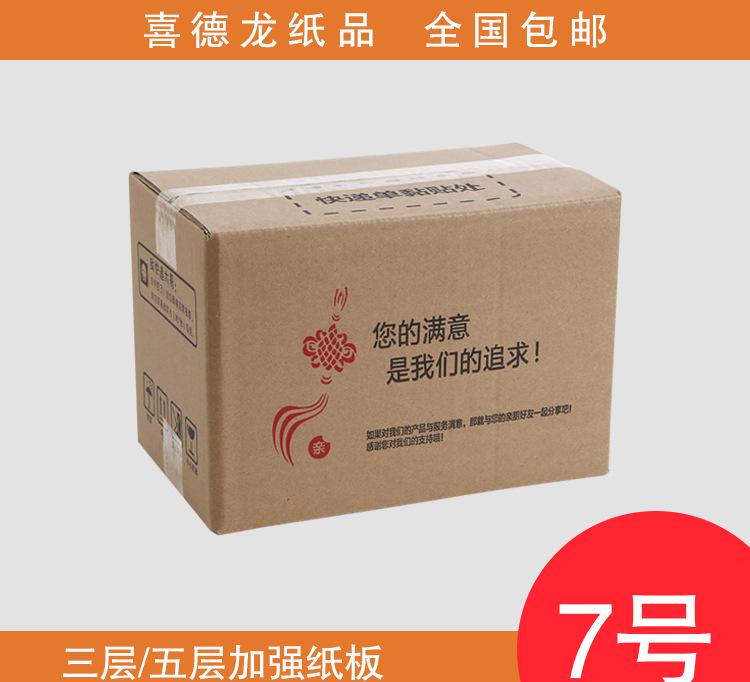 喜德龙纸品 全国包邮
快递单黏贴处
您的满意
是我们的追求！
如果对我们的产品与服务满意，那就与您的亲朋好友一起分享吧！
感谢您对我们的支持哦！
亲
7号
三层/五层加强纸板